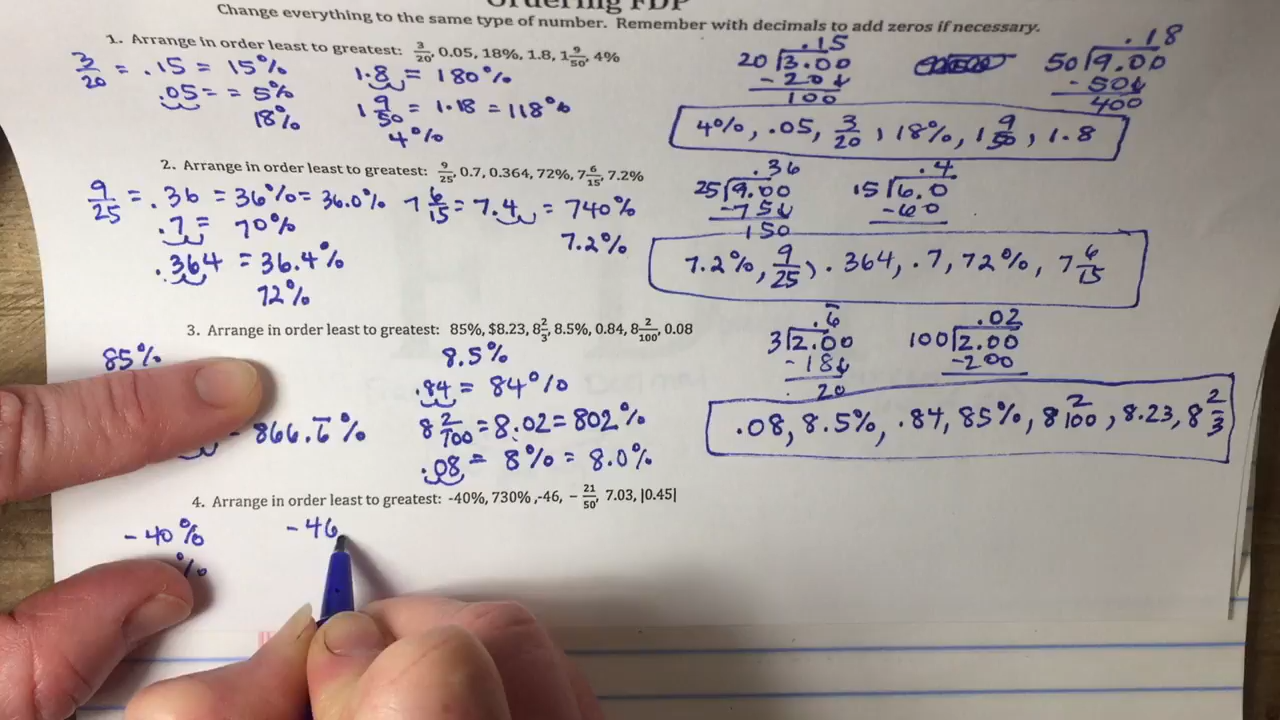 Ordering FDP
Change everything to the same type of number. Remember with decimals to add zeros if necessary.
1. Arrange in order least to greatest: 3/20, 0.05, 18%, 1.8, 1 9/50, 4%
3/20 = .15 = 15%
.05 = = 5%
18%
1.8 = 180%
1 9/50 = 1.18 = 118%
4%
.15
20 3.00
- 20
100
.18
50 9.00
- 50
400
4%, .05, 3/20, 18%, 1 9/50, 1.8
2. Arrange in order least to greatest: 9/25, 0.7, 0.364, 72%, 7 6/15, 7.2%
9/25 = .36 = 36% = 36.0%
.7 = 70%
.364 = 36.4%
72%
7 6/15 = 7.4 = 740%
7.2%
.36
25 9.00
- 75
150
.4
15 6.0
- 60
7.2%, 9/25, .364, .7, 72%, 7 6/15
3. Arrange in order least to greatest: 85%, $8.23, 8 2/3, 8.5%, 0.84, 8 2/100, 0.08
85%
866.6̅%
8.5%
.84 = 84%
8 2/100 = 8.02 = 802%
.08 = 8% = 8.0%
.6̅
3 2.00
- 18
20
.02
100 2.00
- 200
.08, 8.5%, .84, 85%, 8 2/100, 8.23, 8 2/3
4. Arrange in order least to greatest: -40%, 730% ,-46, - 21/50, 7.03, |0.45|
- 40%
%
- 46